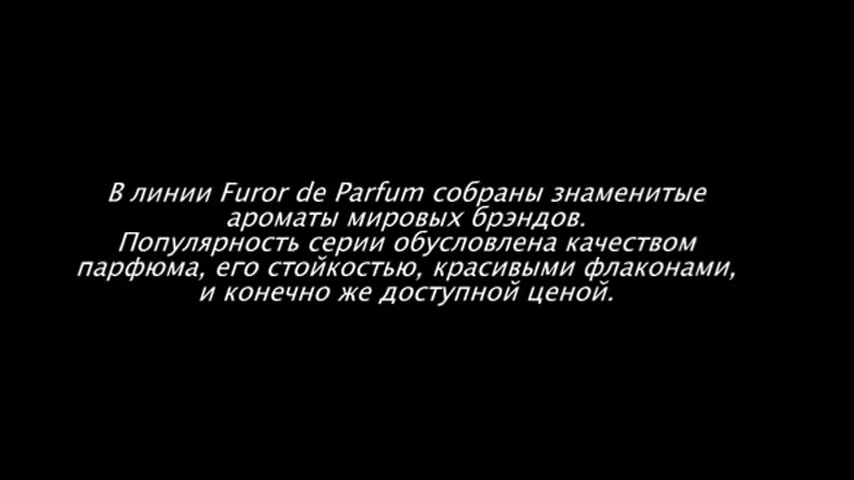 В линии Furor de Parfum собраны знаменитые
ароматы мировых брэндов.
Популярность серии обусловлена качеством
парфюма, его стойкостью, красивыми флаконами,
и конечно же доступной ценой.